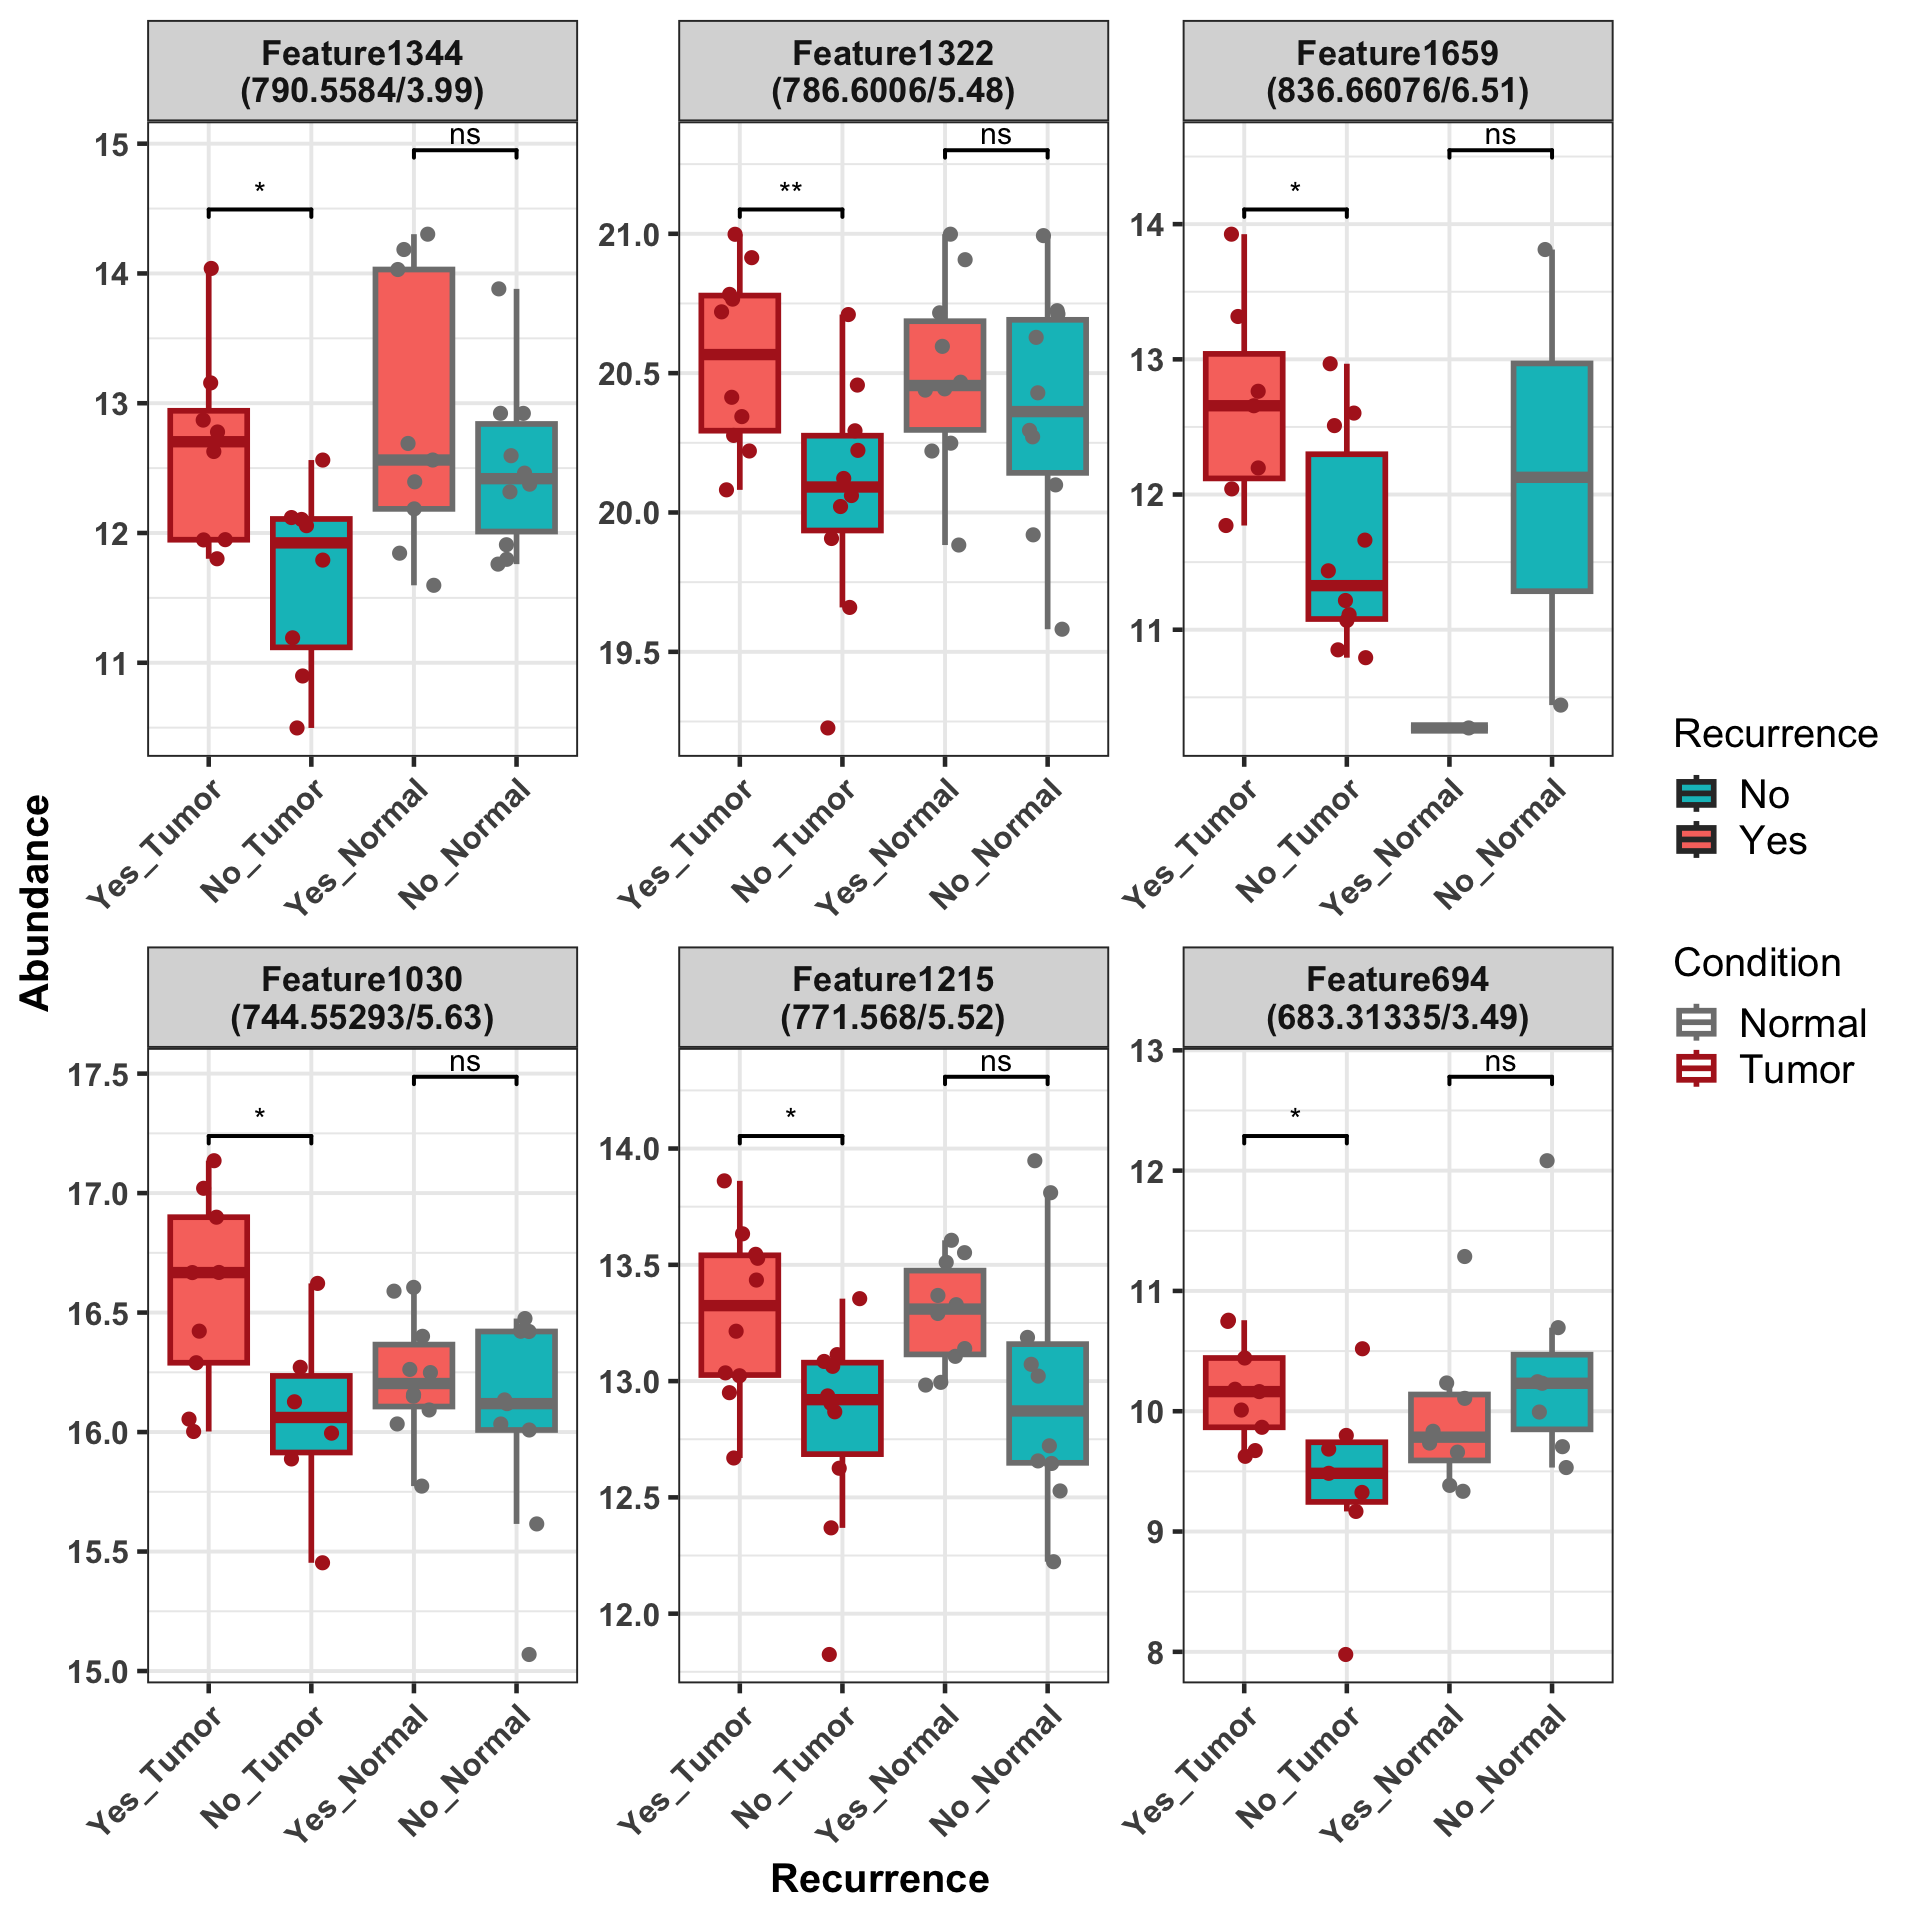 Feature1344
(790.5584/3.99)
Feature1322
(786.6006/5.48)
Feature1659
(836.66076/6.51)
ns
*
15
14
13
12
11
ns
**
21.0
20.5
20.0
19.5
ns
*
14
13
12
11
Yes_Tumor
No_Tumor
Yes_Normal
No_Normal
Yes_Tumor
No_Tumor
Yes_Normal
No_Normal
Yes_Tumor
No_Tumor
Yes_Normal
No_Normal
Abundance
Feature1030
(744.55293/5.63)
Feature1215
(771.568/5.52)
Feature694
(683.31335/3.49)
ns
*
17.5
17.0
16.5
16.0
15.5
15.0
ns
*
14.0
13.5
13.0
12.5
12.0
ns
*
13
12
11
10
9
8
Yes_Tumor
No_Tumor
Yes_Normal
No_Normal
Yes_Tumor
No_Tumor
Yes_Normal
No_Normal
Yes_Tumor
No_Tumor
Yes_Normal
No_Normal
Recurrence
Recurrence
No
Yes
Condition
Normal
Tumor